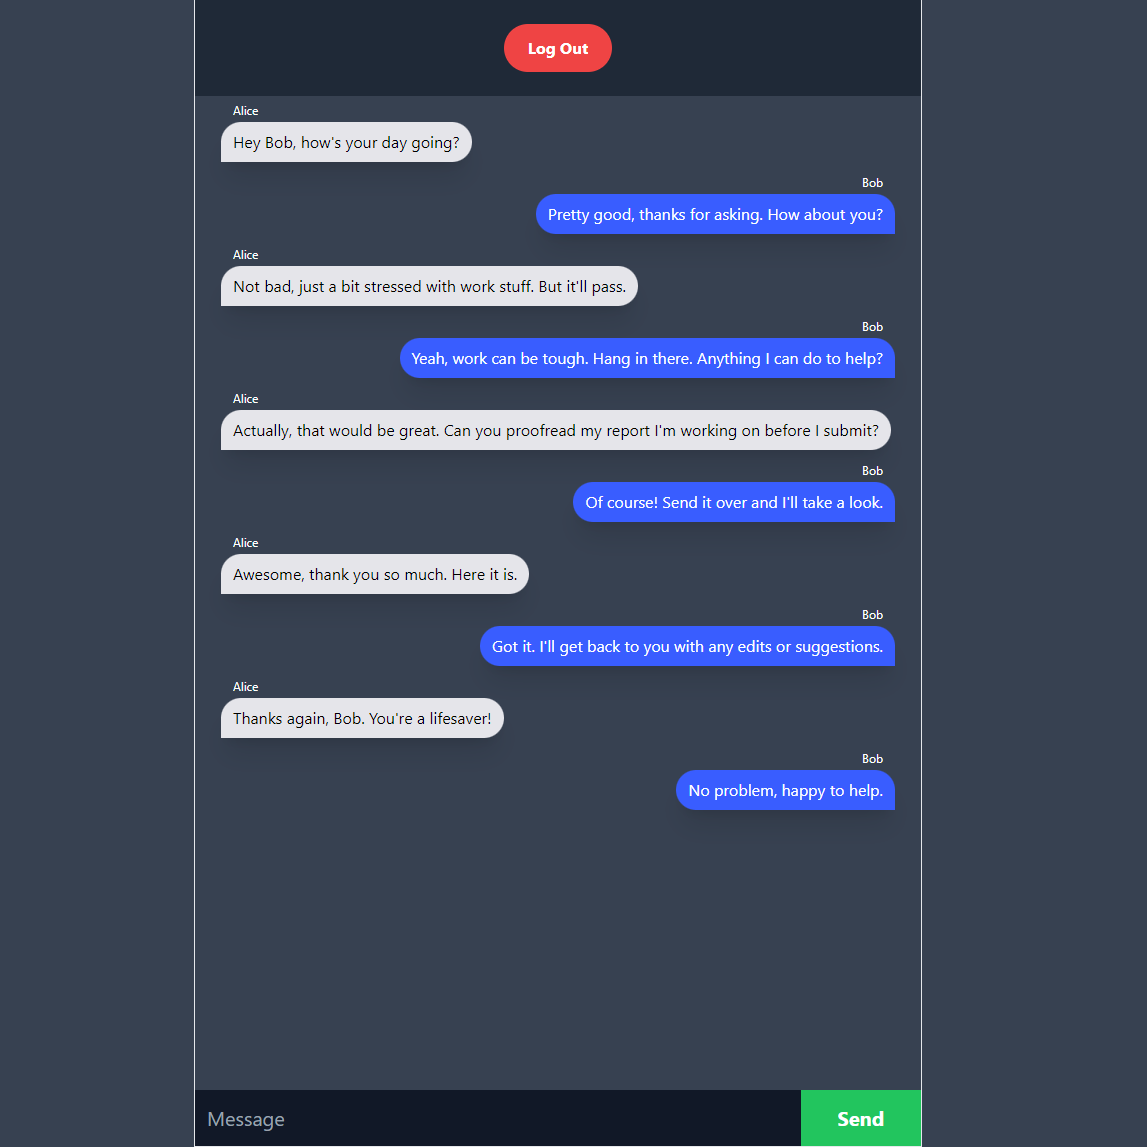 Log Out
Alice
Hey Bob, how's your day going?
Bob
Pretty good, thanks for asking. How about you?
Alice
Not bad, just a bit stressed with work stuff. But it'll pass.
Bob
Yeah, work can be tough. Hang in there. Anything I can do to help?
Alice
Actually, that would be great. Can you proofread my report I'm working on before I submit?
Bob
Of course! Send it over and I'll take a look.
Alice
Awesome, thank you so much. Here it is.
Bob
Got it. I'll get back to you with any edits or suggestions.
Alice
Thanks again, Bob. You're a lifesaver!
Bob
No problem, happy to help.
Message
Send